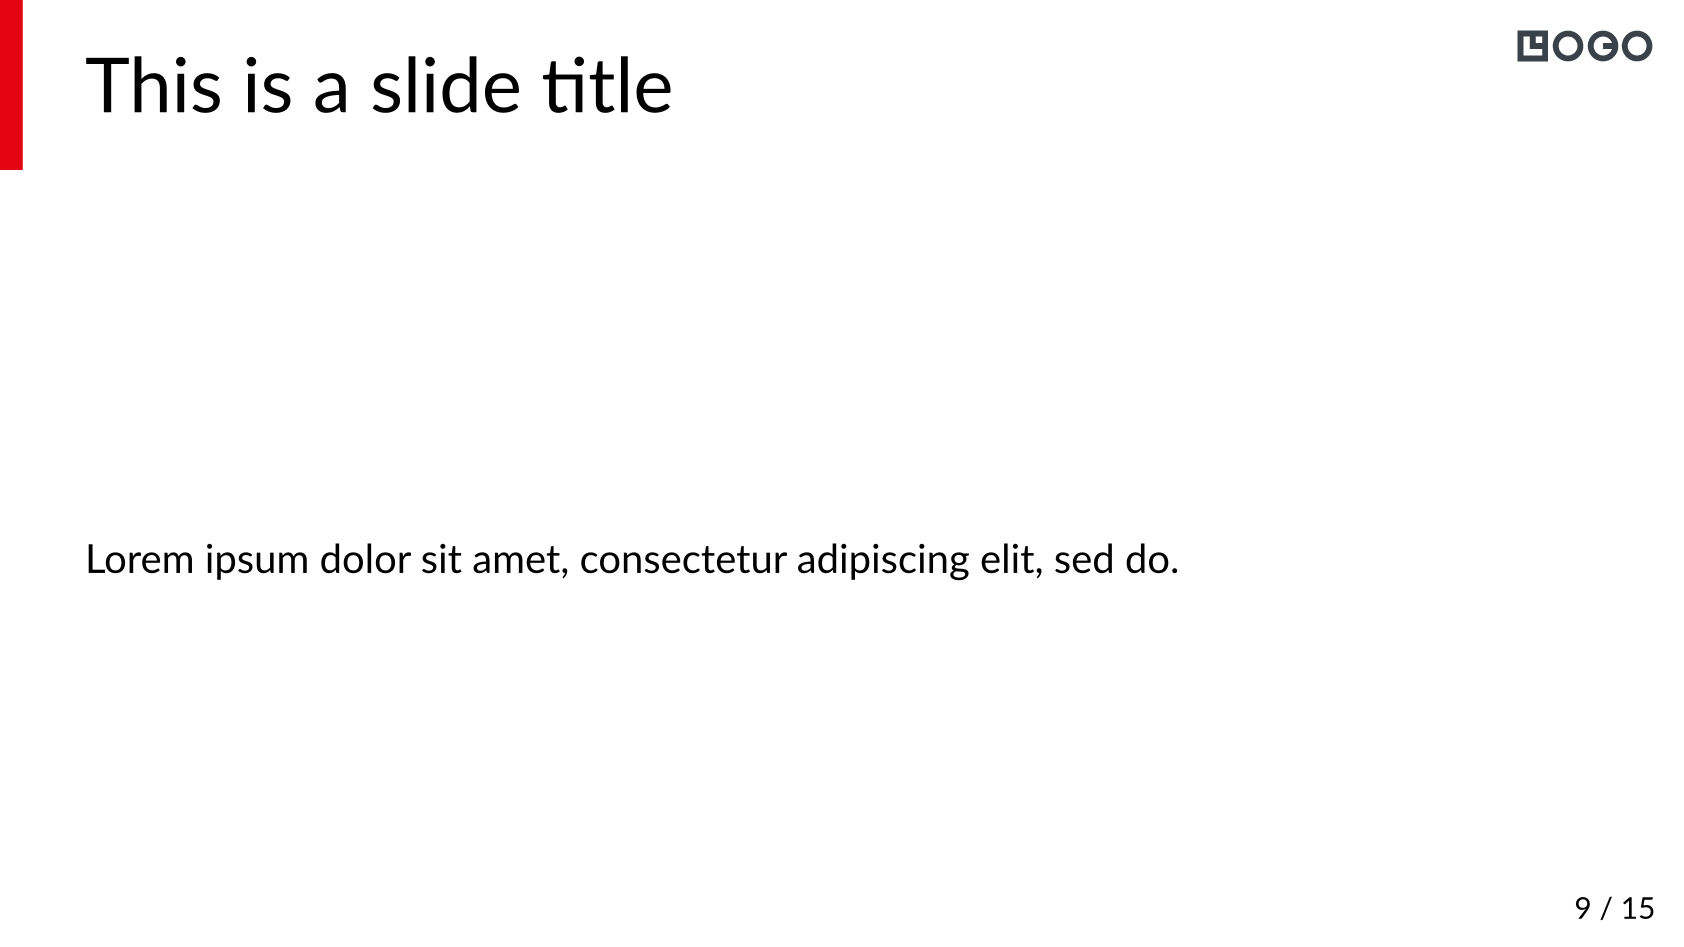 This is a slide title
LOGO
Lorem ipsum dolor sit amet, consectetur adipiscing elit, sed do.
9 / 15